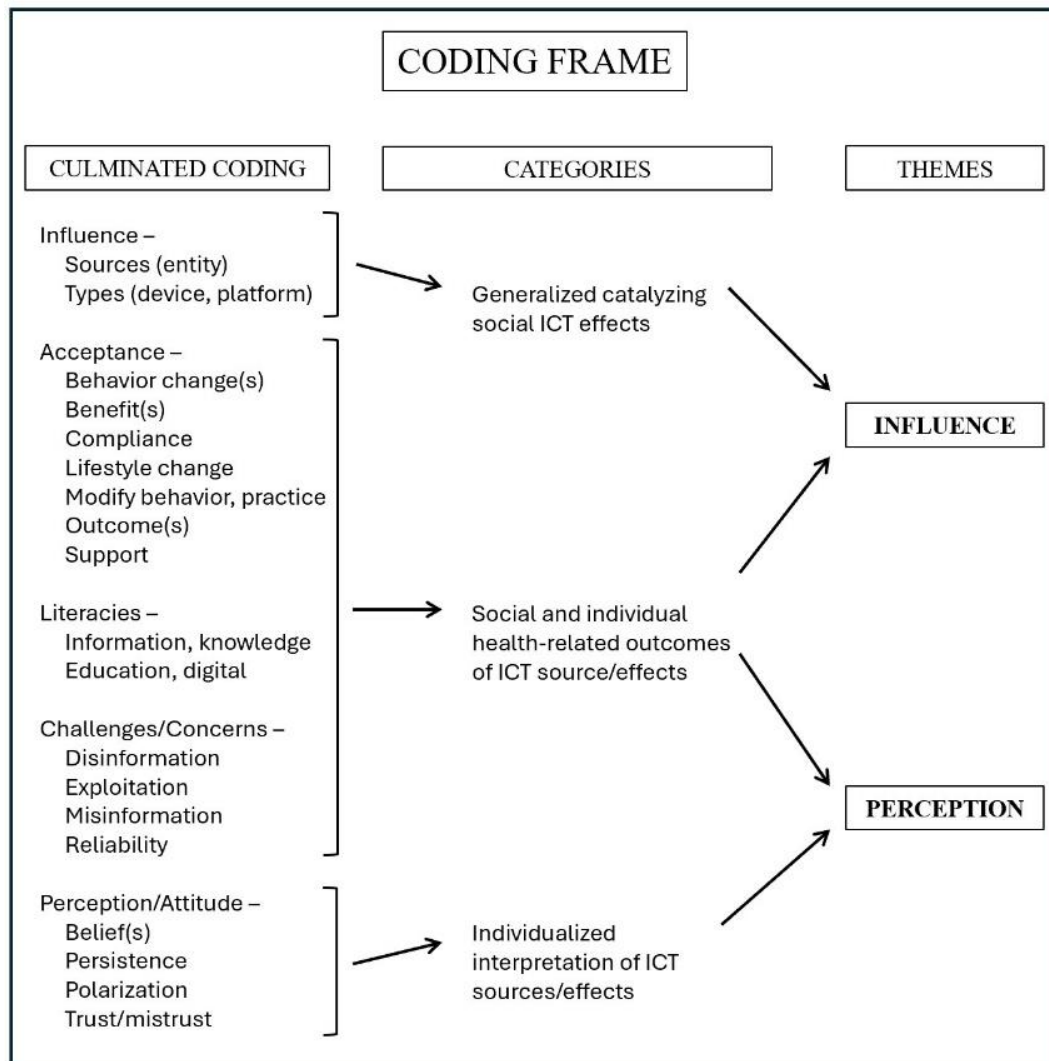 CODING FRAME
CULMINATED CODING
CATEGORIES
THEMES
Influence –
Sources (entity)
Types (device, platform)
Acceptance –
Behavior change(s)
Benefit(s)
Compliance
Lifestyle change
Modify behavior, practice
Outcome(s)
Support
Literacies –
Information, knowledge
Education, digital
Challenges/Concerns –
Disinformation
Exploitation
Misinformation
Reliability
Perception/Attitude –
Belief(s)
Persistence
Polarization
Trust/mistrust
Generalized catalyzing
social ICT effects
Social and individual
health-related outcomes
of ICT source/effects
Individualized
interpretation of ICT
sources/effects
INFLUENCE
PERCEPTION